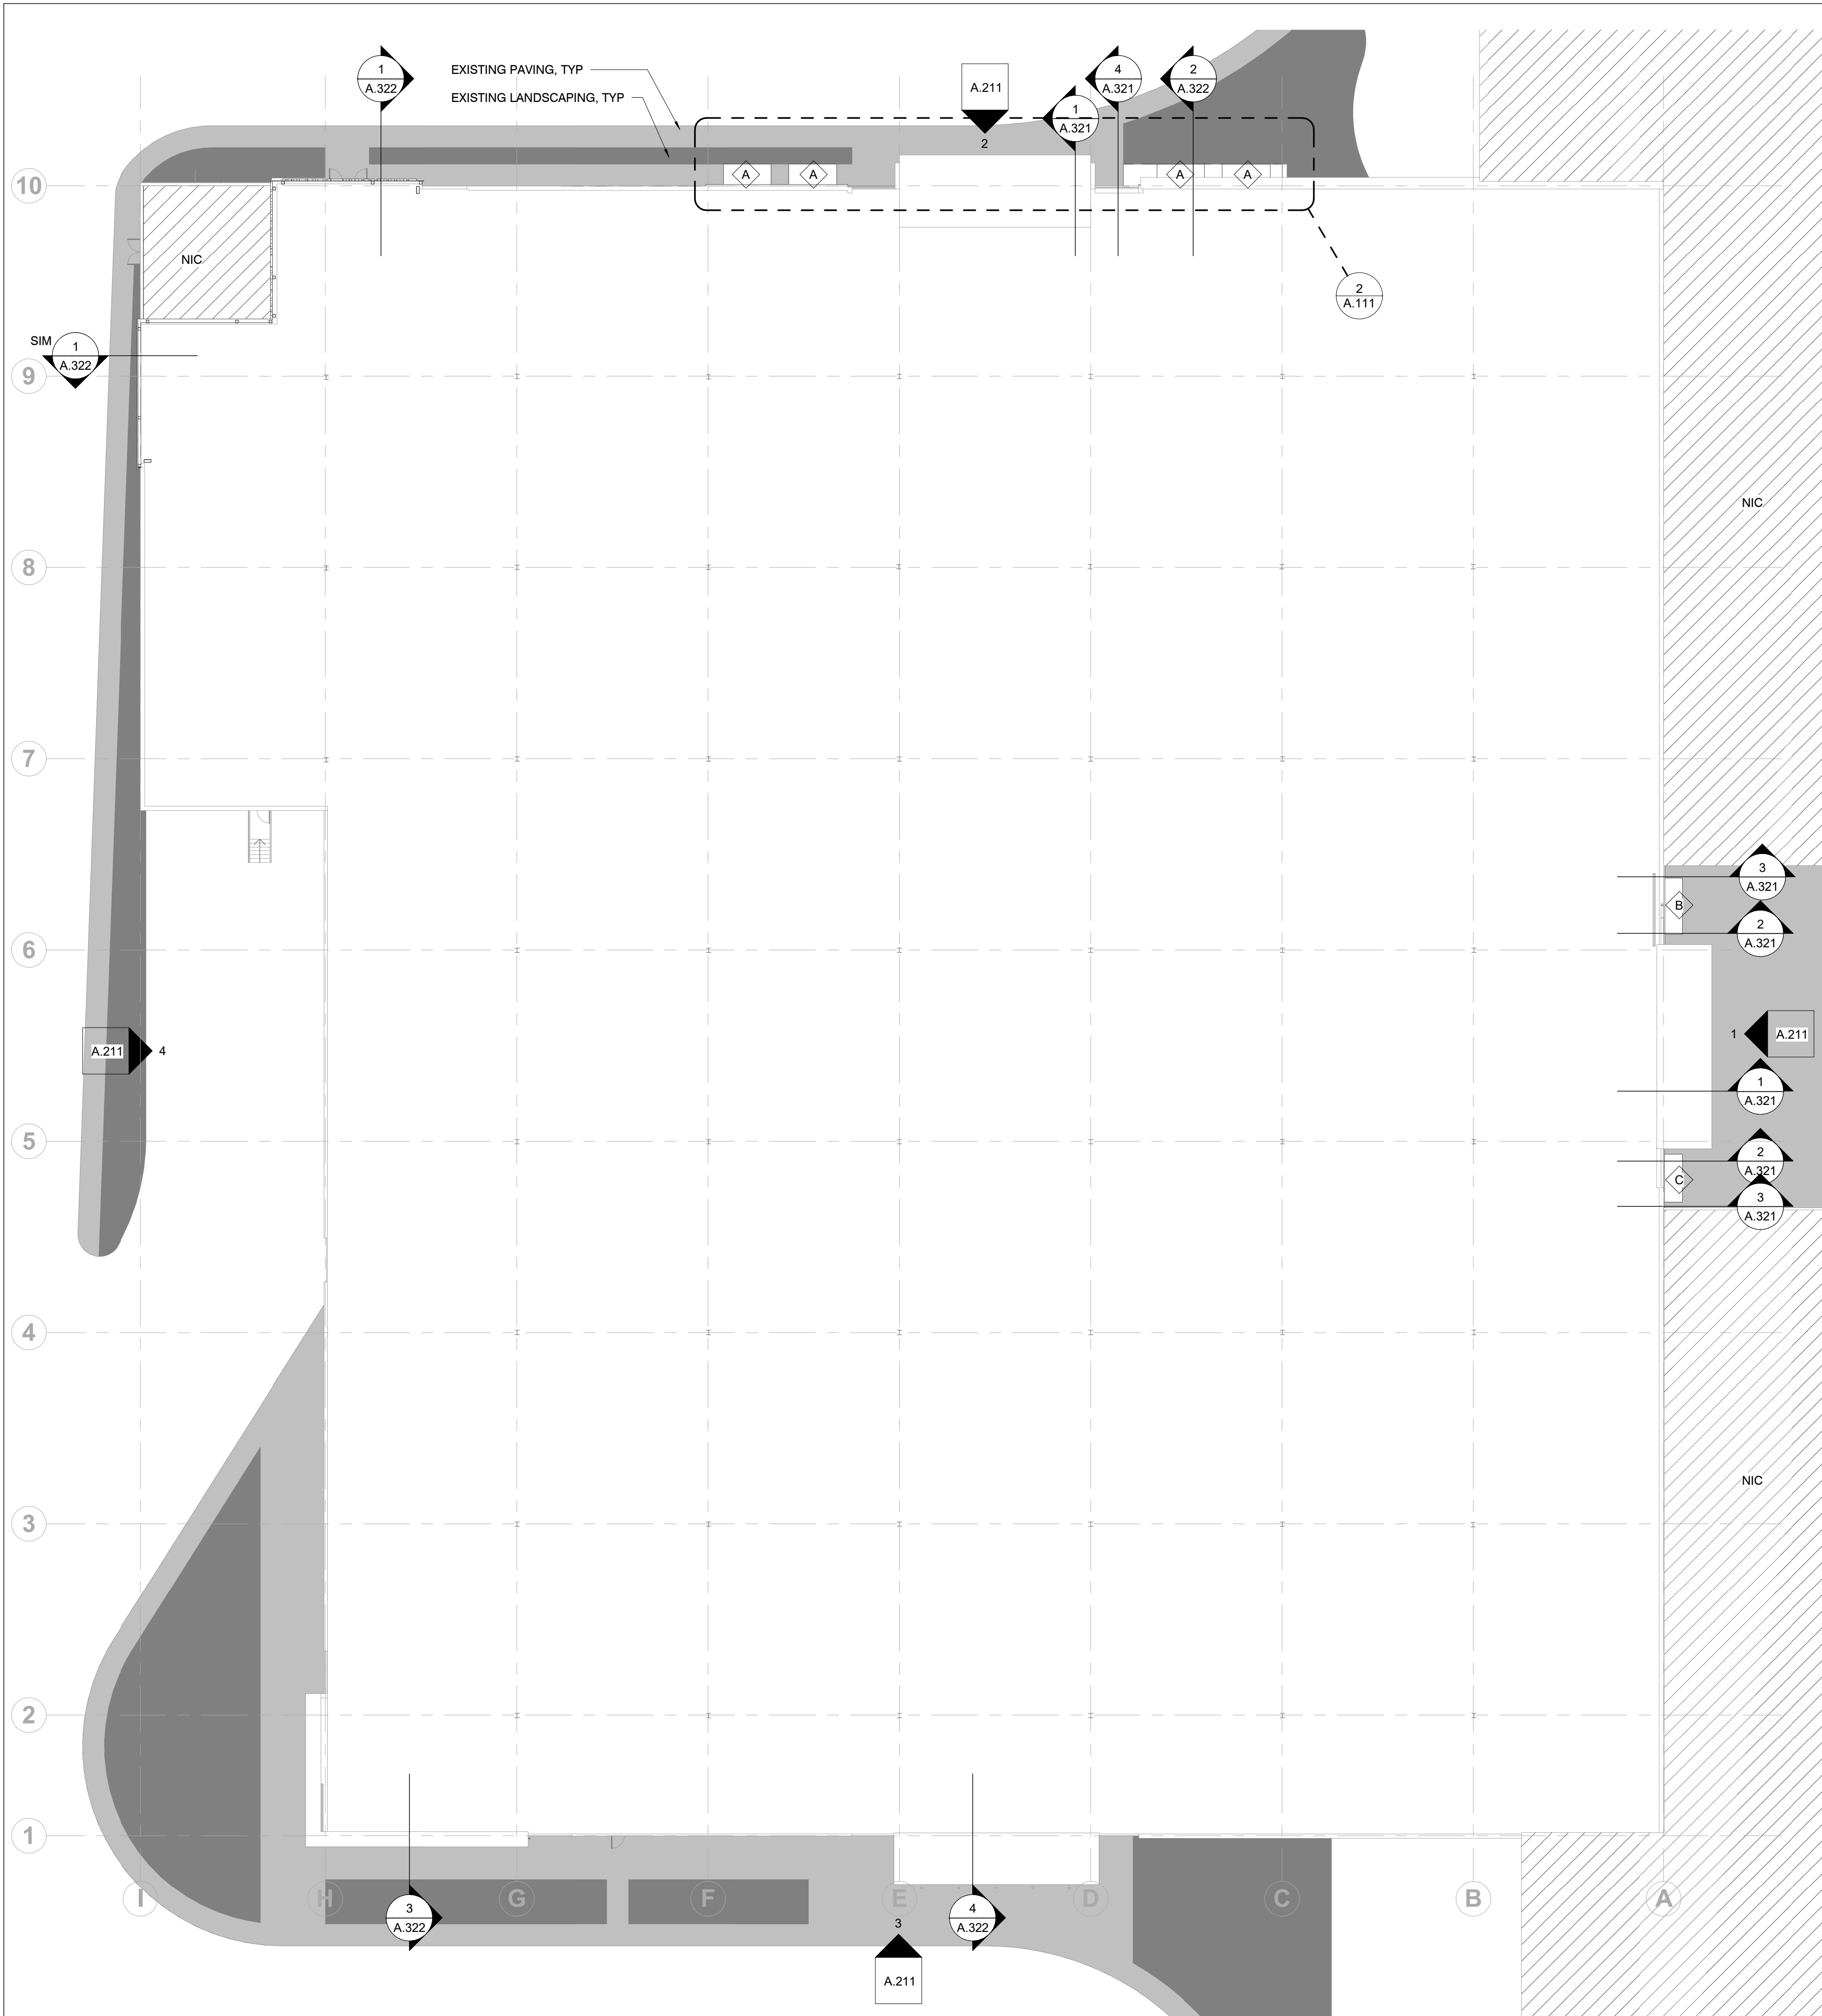 1
A.322
EXISTING PAVING, TYP
EXISTING LANDSCAPING, TYP
A.211
2
1
A.321
4
A.321
2
A.322
A
A
A
A
10
NIC
2
A.111
SIM
1
A.322
9
NIC
8
7
3
A.321
B
2
A.321
6
A.211
4
1
A.211
1
A.321
5
2
A.321
C
3
A.321
4
NIC
3
2
1
I
H
G
F
E
D
C
B
A
3
A.322
4
A.322
3
A.211